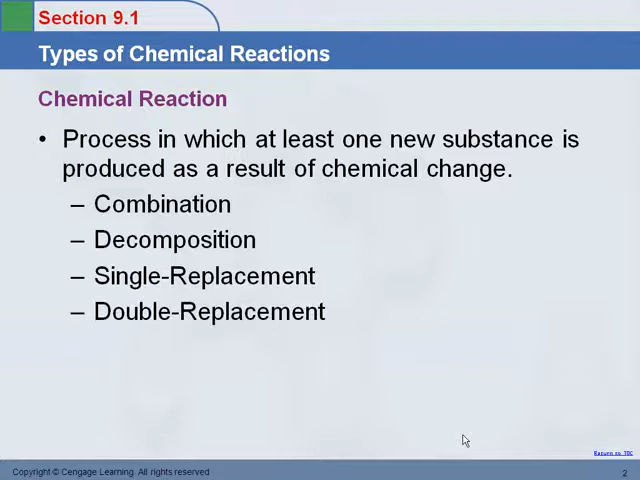 Section 9.1
Types of Chemical Reactions
Chemical Reaction
• Process in which at least one new substance is
produced as a result of chemical change.
– Combination
– Decomposition
– Single-Replacement
– Double-Replacement
Return to TOC
Copyright © Cengage Learning. All rights reserved
2